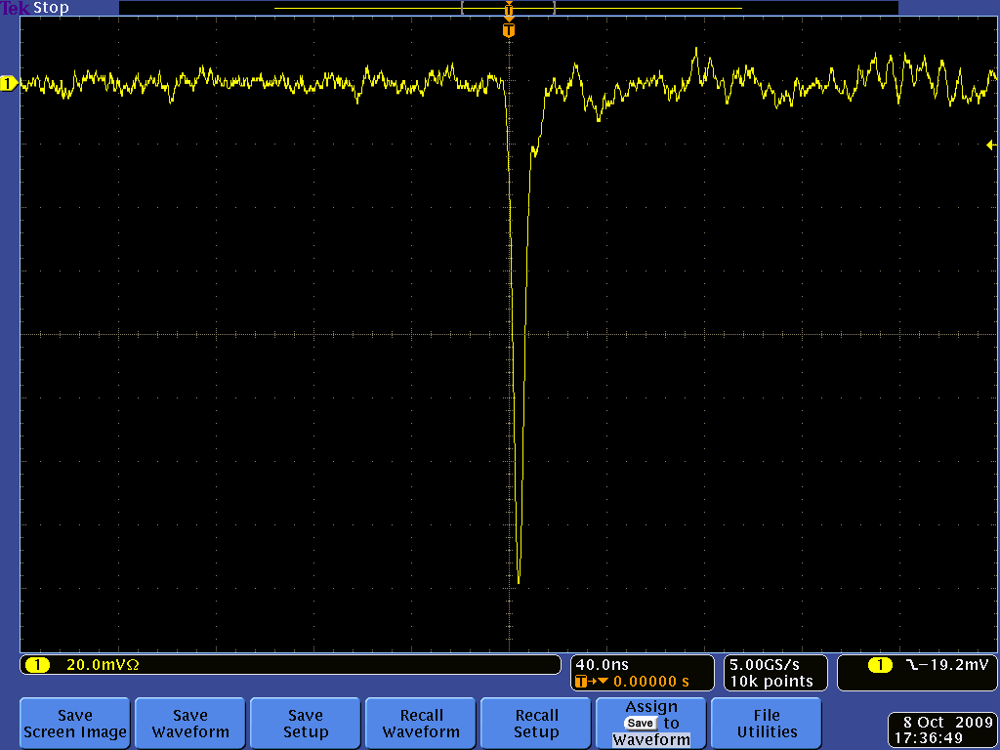 Tek Stop
T
T
1
1 20.0mVΩ
40.0ns
T→▼ 0.00000 s
5.00GS/s
10k points
1 -19.2mV
Save
Screen Image
Save
Waveform
Save
Setup
Recall
Waveform
Recall
Setup
Assign
Save to
Waveform
File
Utilities
8 Oct 2009
17:36:49